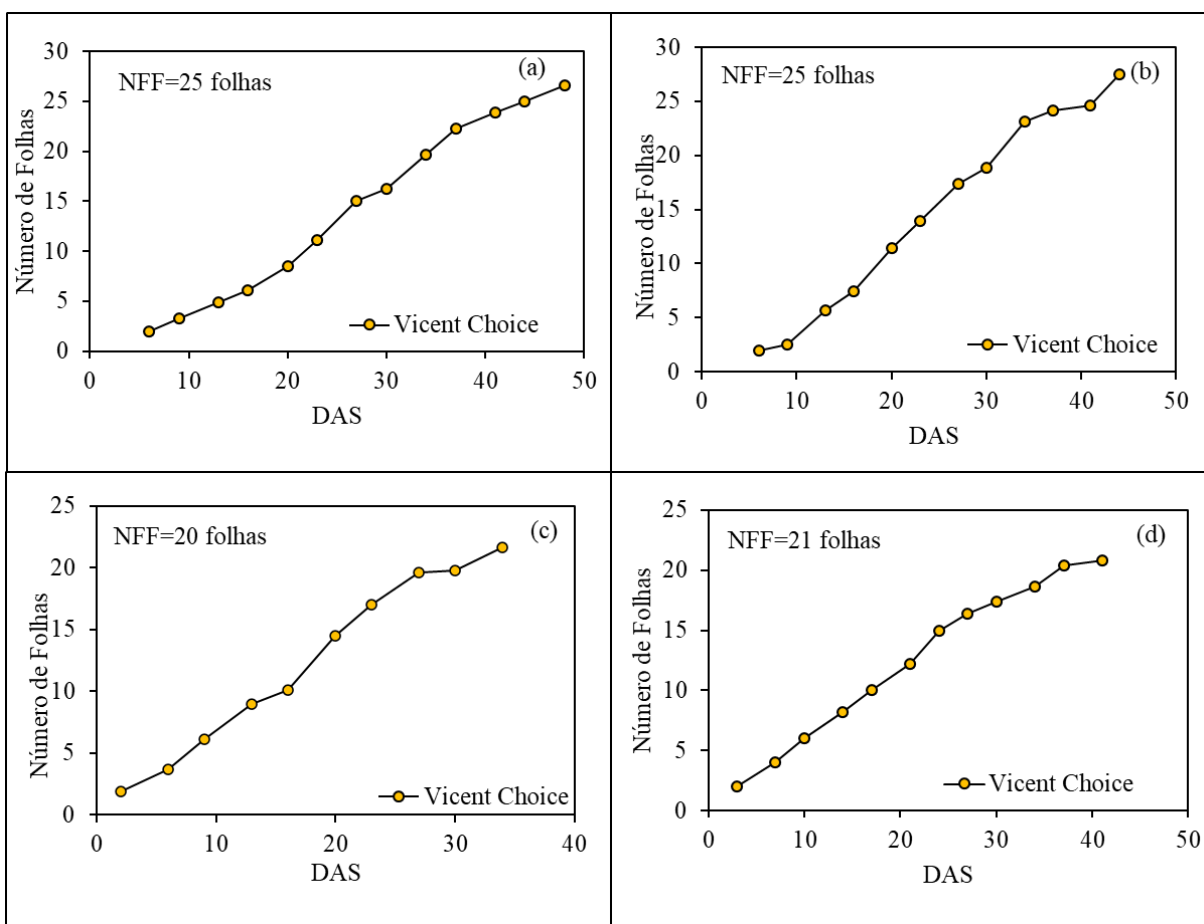 NFF=25 folhas
(a)
30
25
20
15
10
5
0
Número de Folhas
Vicent Choice
0 10 20 30 40 50
DAS
NFF=25 folhas
(b)
30
25
20
15
10
5
0
Número de Folhas
Vicent Choice
0 10 20 30 40 50
DAS
NFF=20 folhas
(c)
25
20
15
10
5
0
Número de Folhas
Vicent Choice
0 10 20 30 40
DAS
NFF=21 folhas
(d)
25
20
15
10
5
0
Número de Folhas
Vicent Choice
0 10 20 30 40 50
DAS